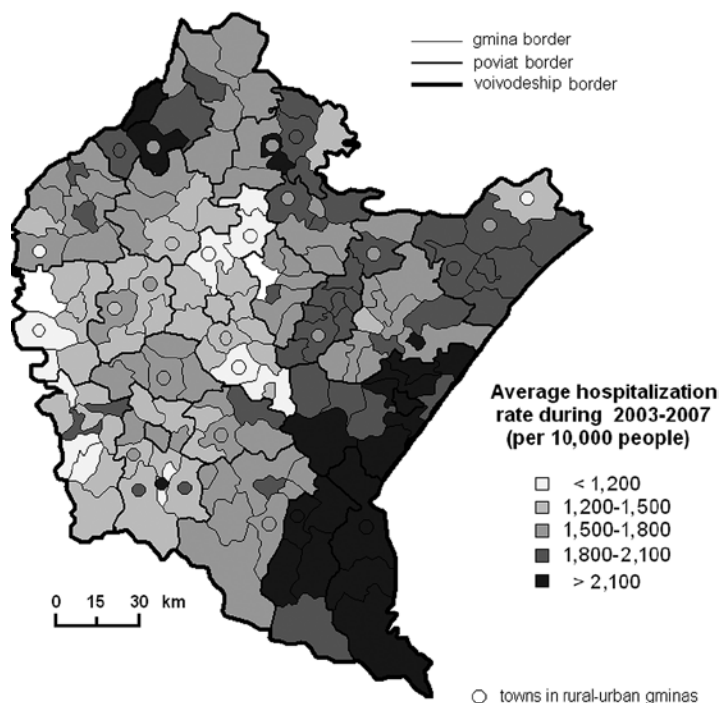 gmina border
poviat border
voivodeship border
Average hospitalization
rate during 2003-2007
(per 10,000 people)
< 1,200
1,200-1,500
1,500-1,800
1,800-2,100
> 2,100
0 15 30 km
towns in rural-urban gminas